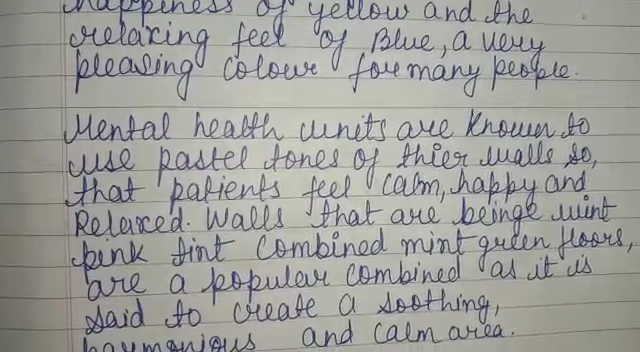 happiness of yellow and the
relaxing feel of Blue, a very
pleasing colour for many people.
Mental health units are known to
use pastel tones of thier walls so,
that patients feel calm, happy and
Relaxed. Walls that are beinge with
pink tint combined mint green floors,
are a popular combined as it is
said to create a soothing,
harmonious and calm area.